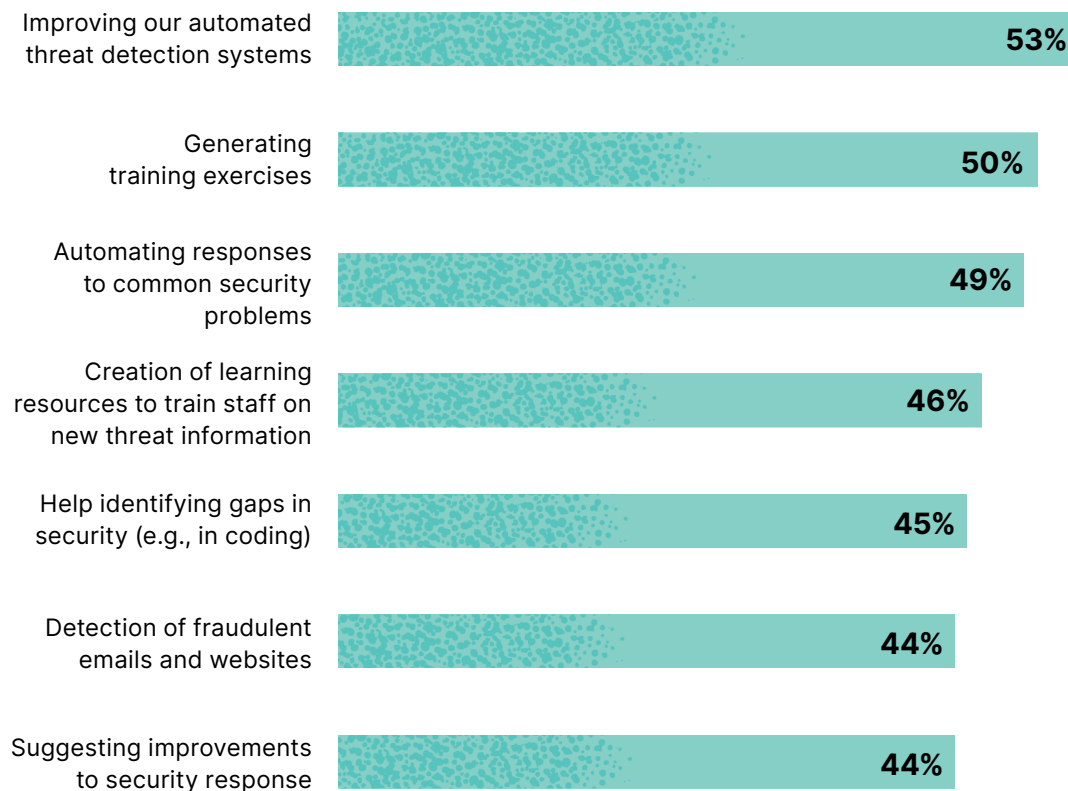 Improving our automated
threat detection systems
53%
Generating
training exercises
50%
Automating responses
to common security
problems
49%
Creation of learning
resources to train staff on
new threat information
46%
Help identifying gaps in
security (e.g., in coding)
45%
Detection of fraudulent
emails and websites
44%
Suggesting improvements
to security response
44%